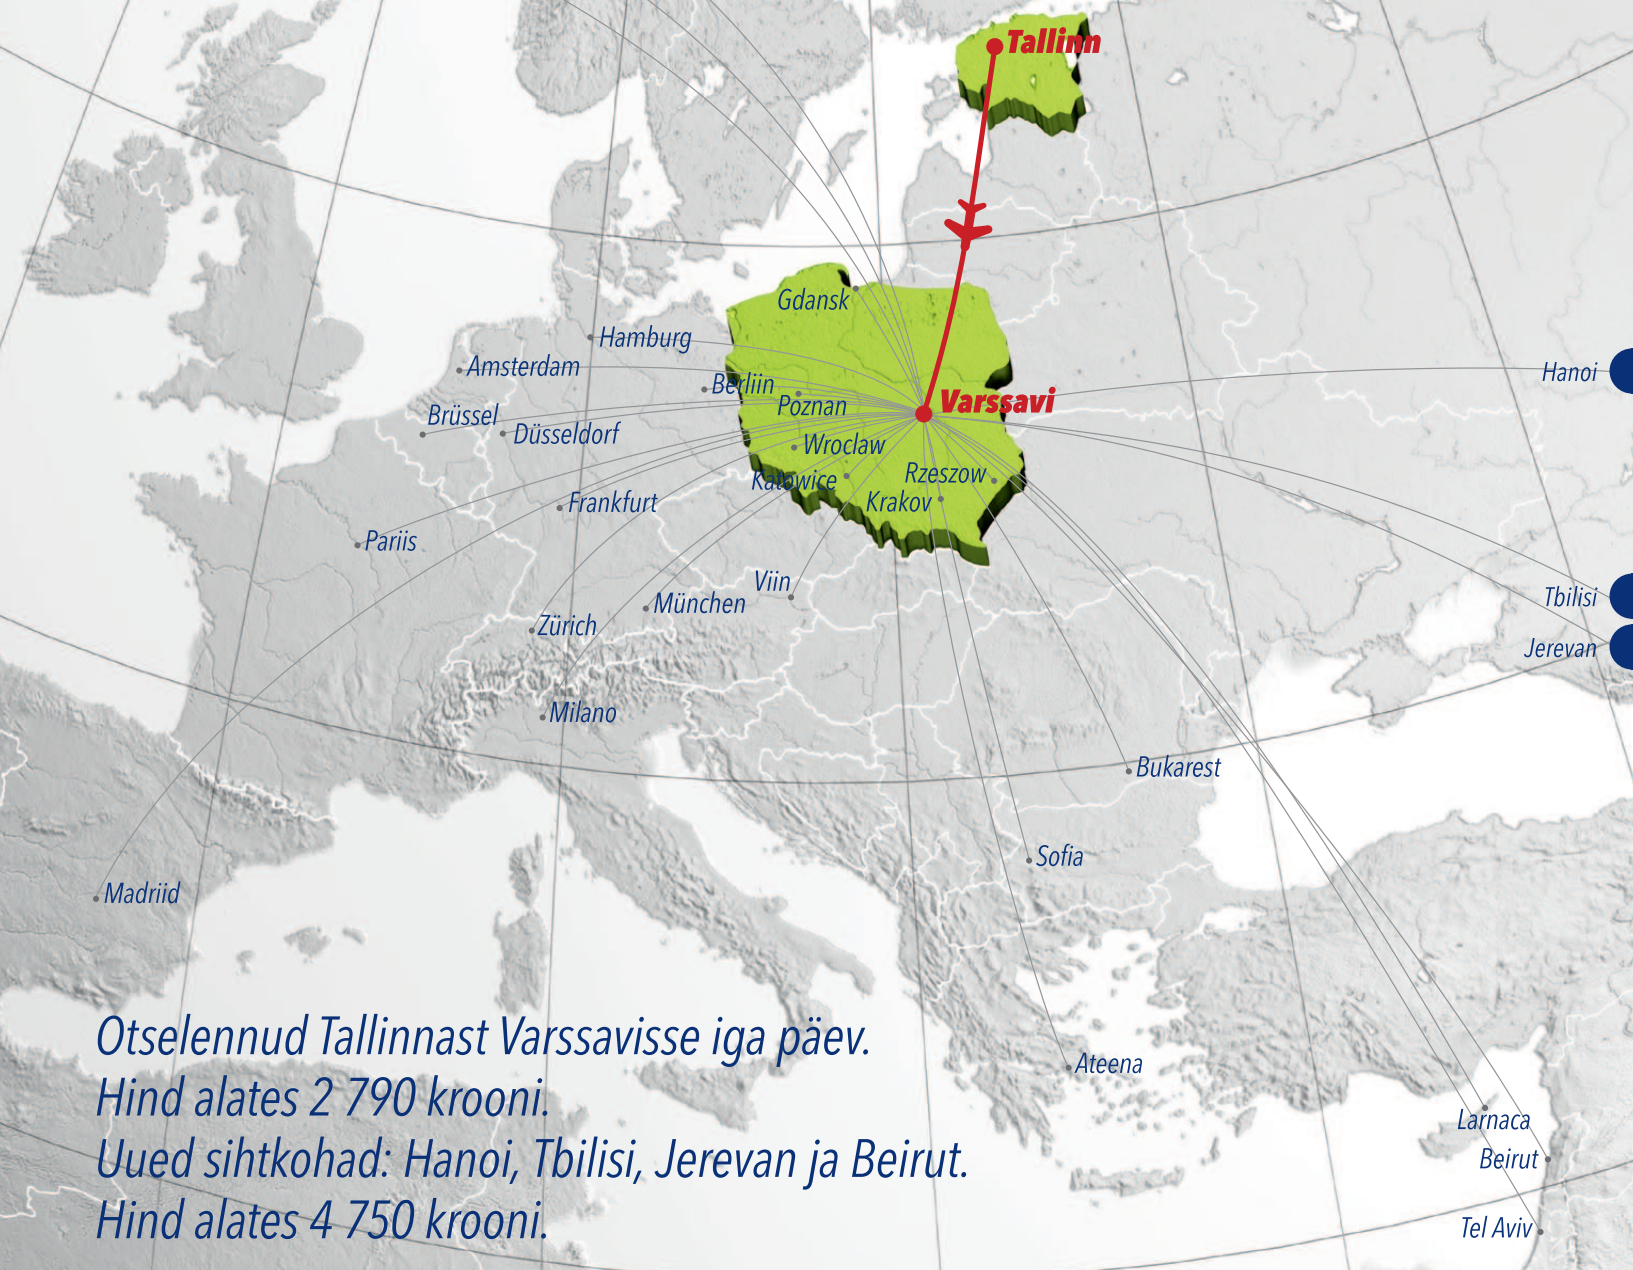 Tallinn
Gdansk
Hamburg
Amsterdam
Hanoi
Berliin
Varssavi
Poznan
Brüssel
Düsseldorf
Wroclaw
Katowice
Rzeszow
Krakov
Frankfurt
Pariis
Viin
Tbilisi
München
Zürich
Jerevan
Milano
Bukarest
Sofia
Madriid
Otselennud Tallinnast Varssavisse iga päev.
Hind alates 2 790 krooni.
Uued sihtkohad: Hanoi, Tbilisi, Jerevan ja Beirut.
Hind alates 4 750 krooni.
Ateena
Larnaca
Beirut
Tel Aviv